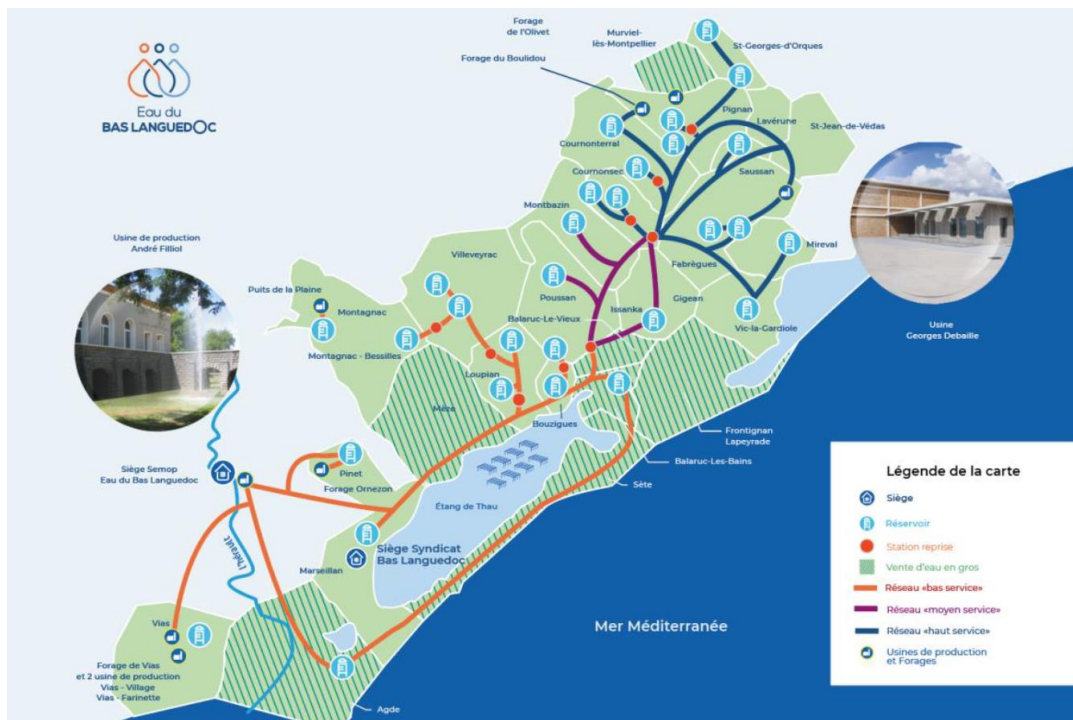 Eau du
BAS LANGUEDOC
Forage
de l'Olivet
Murviel
lès-Montpellier
St-Georges-d'Orques
Forage du Boulidou
Pignan
Lavérune
St-Jean-de-Védas
Cournonterral
Saussan
Cournonsec
Montbazin
Mireval
Fabrègues
Villeveyrac
Usine de production
André Filliol
Puits de la Plaine
Montagnac
Poussan
Issanka
Gigean
Balaruc-Le-Vieux
Vic-la-Gardiole
Usine
Georges Debaille
Montagnac - Bessilles
Loupian
Mèze
Bouzigues
Frontignan
Lapeyrade
Balaruc-Les-Bains
Sète
Siège Semop
Eau du Bas Languedoc
Pinet
Forage Ornezon
Étang de Thau
Siège Syndicat
Bas Languedoc
Marseillan
L'hérault
Mer Méditerranée
Vias
Forage de Vias
et 2 usine de production
Vias - Village
Vias - Farinette
Agde
Légende de la carte
Siège
Réservoir
Station reprise
Vente d'eau en gros
Réseau «bas service»
Réseau «moyen service»
Réseau «haut service»
Usines de production
et Forages